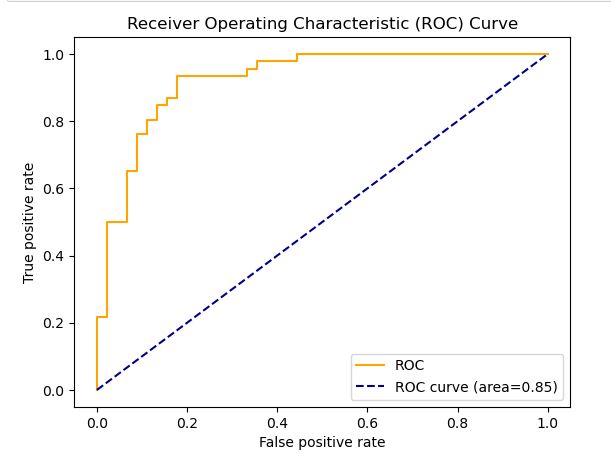 Receiver Operating Characteristic (ROC) Curve
True positive rate
1.0
0.8
0.6
0.4
0.2
0.0
ROC
ROC curve (area=0.85)
0.0 0.2 0.4 0.6 0.8 1.0
False positive rate